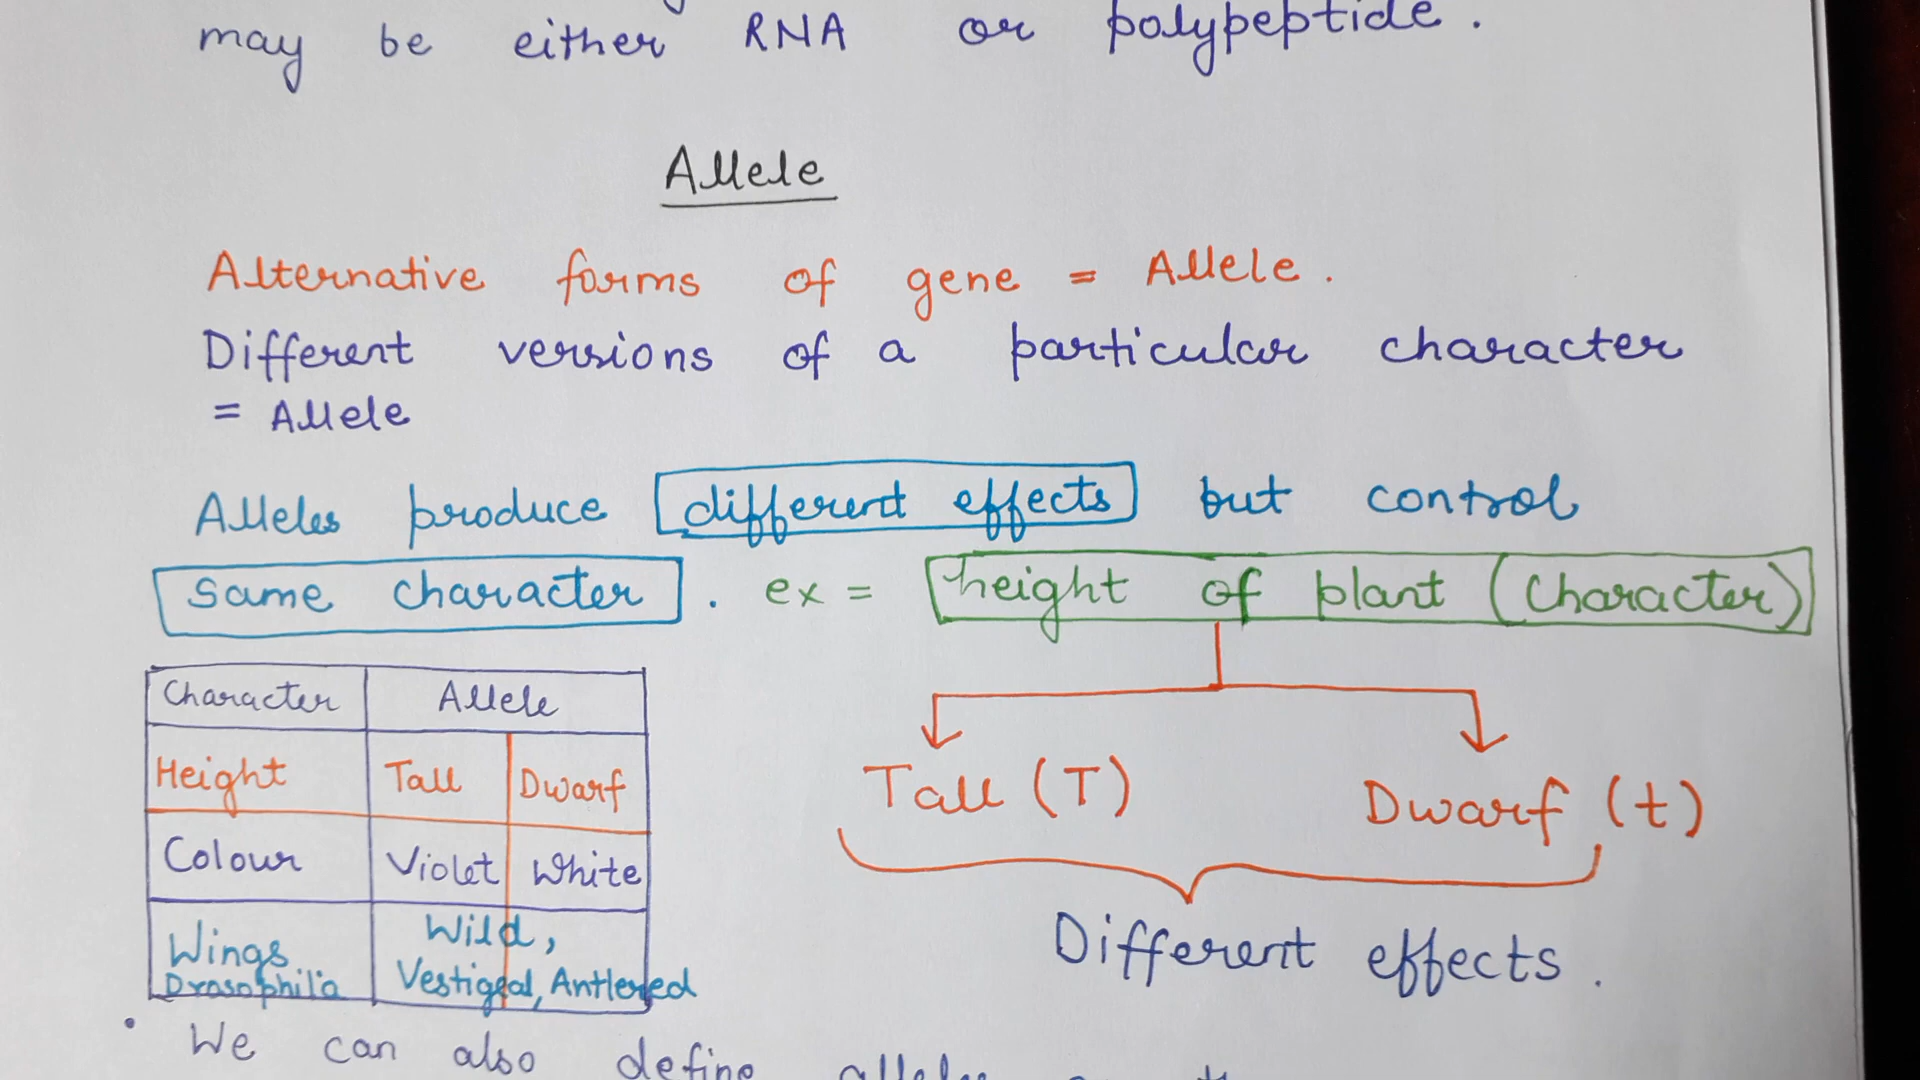 may be either RNA or polypeptide.
Allele
Alternative forms of gene = Allele.
Different versions of a particular character
= Allele
Alleles produce different effects but control
same character. ex = height of plant (Character)
Character Allele
Height Tall Dwarf
Colour Violet White
Wings Drosophilia Wild, Vestigeal, Antlered
Tall (T) Dwarf (t)
Different effects.
• We can also define